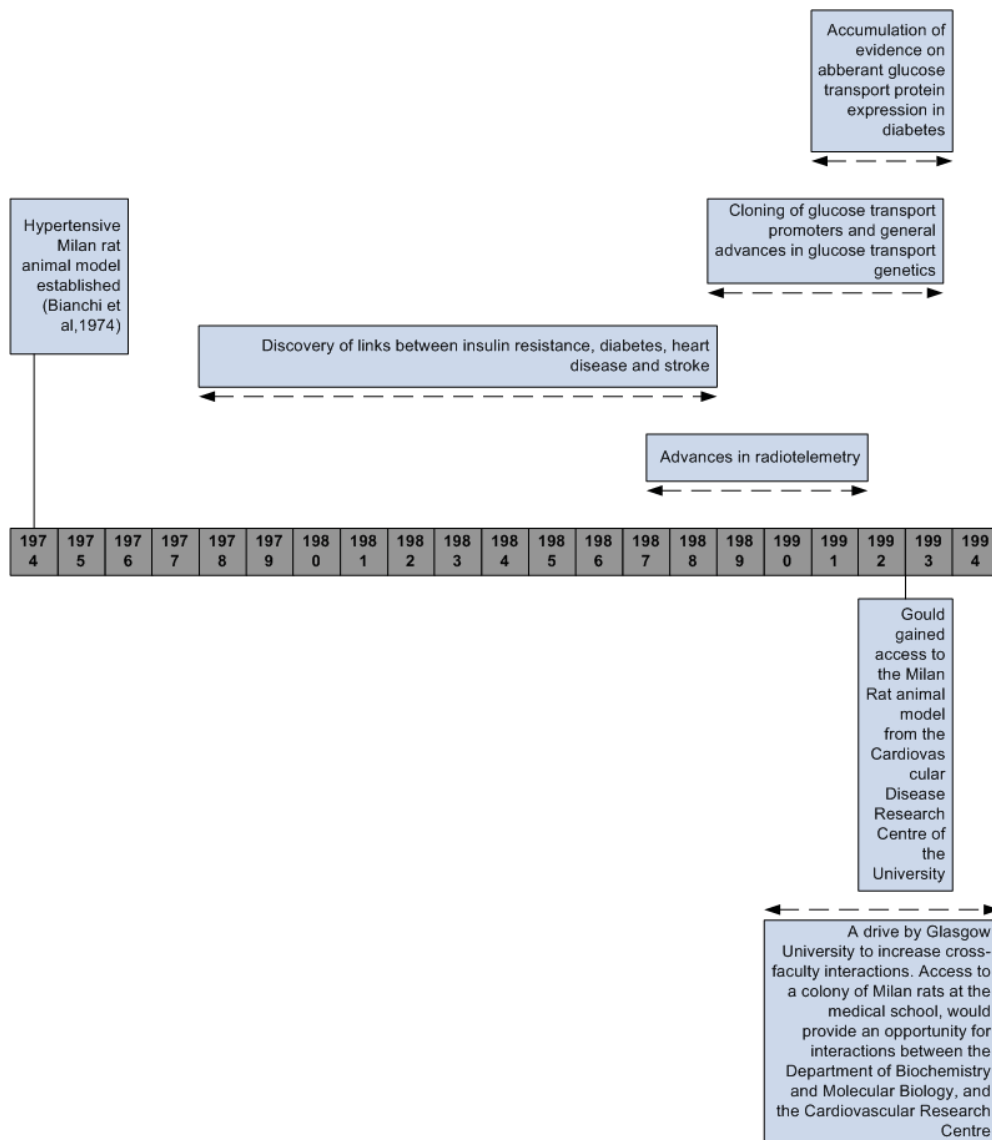 Accumulation of
evidence on
abberant glucose
transport protein
expression in
diabetes
Hypertensive
Milan rat
animal model
established
(Bianchi et
al,1974)
Cloning of glucose transport
promoters and general
advances in glucose transport
genetics
Discovery of links between insulin resistance, diabetes, heart
disease and stroke
Advances in radiotelemetry
197 197 197 197 197 197 198 198 198 198 198 198 198 198 198 198 199 199 199 199 199
4 5 6 7 8 9 0 1 2 3 4 5 6 7 8 9 0 1 2 3 4
Gould
gained
access to
the Milan
Rat animal
model
from the
Cardiovas
cular
Disease
Research
Centre of
the
University
A drive by Glasgow
University to increase cross-
faculty interactions. Access to
a colony of Milan rats at the
medical school, would
provide an opportunity for
interactions between the
Department of Biochemistry
and Molecular Biology, and
the Cardiovascular Research
Centre